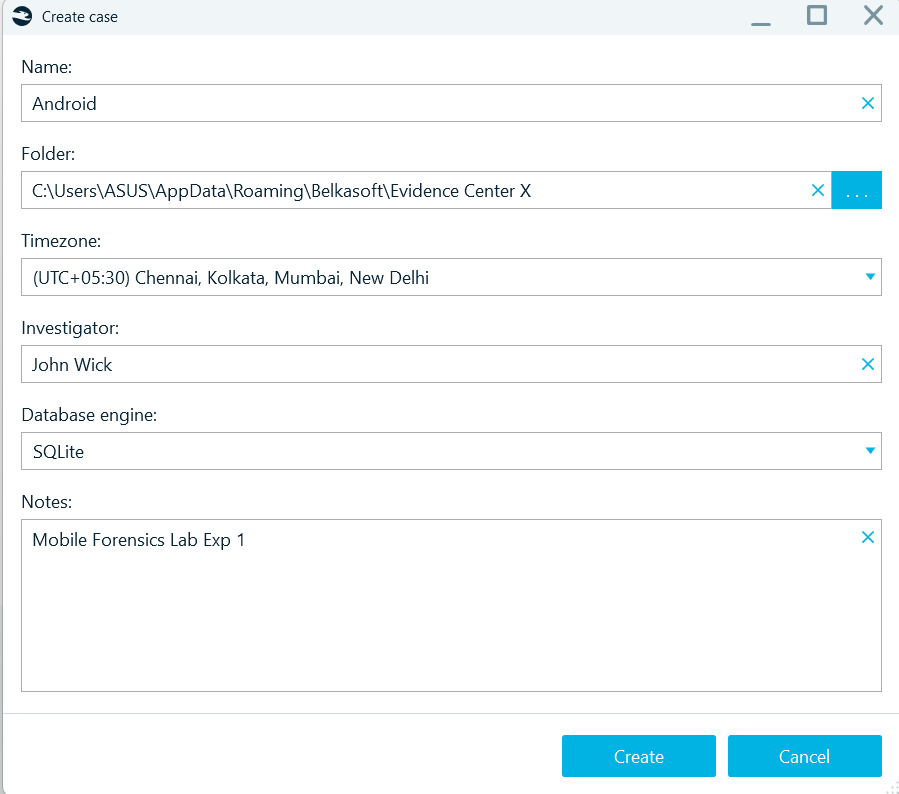 Create case
Name:
Android
Folder:
C:\Users\ASUS\AppData\Roaming\Belkasoft\Evidence Center X
...
Timezone:
(UTC+05:30) Chennai, Kolkata, Mumbai, New Delhi
Investigator:
John Wick
Database engine:
SQLite
Notes:
Mobile Forensics Lab Exp 1
Create
Cancel